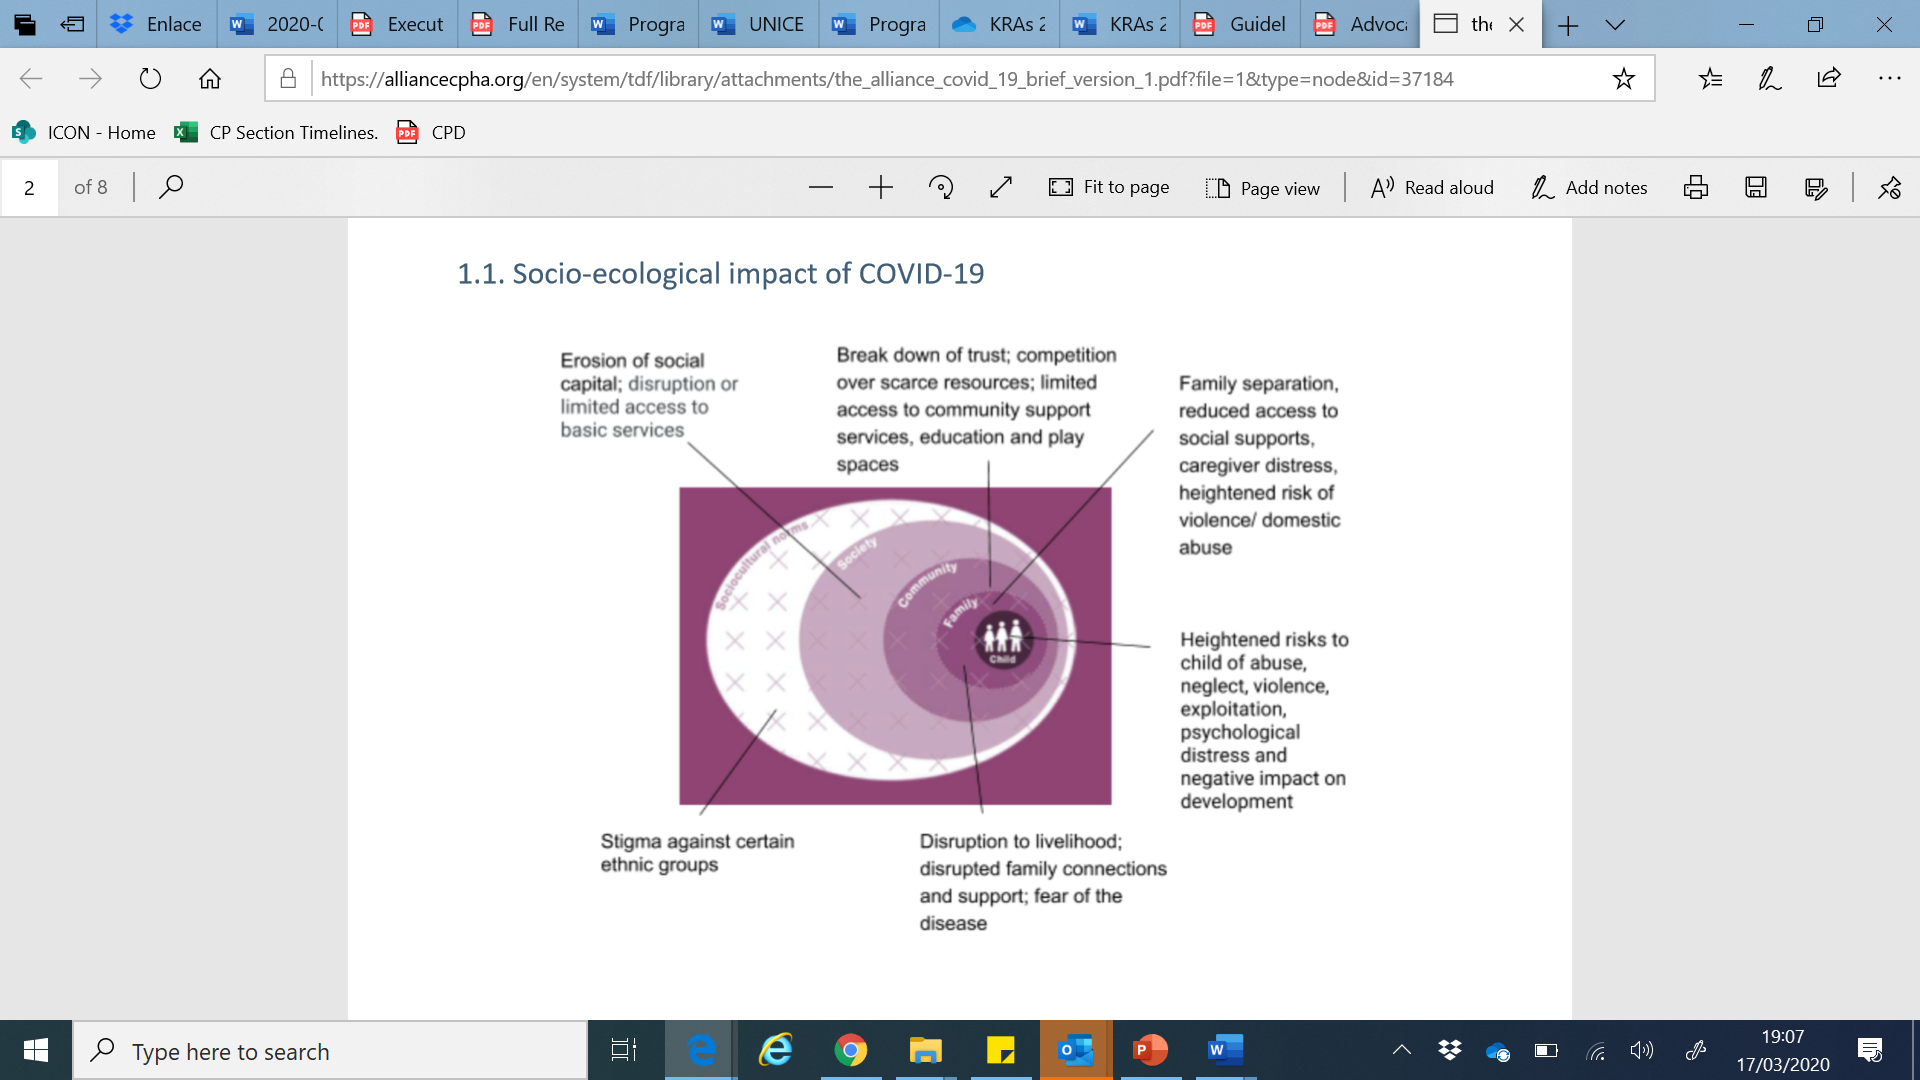 Enlace
2020-0
Execut
Full Re
Progra
UNICE
Progra
KRAs 2
KRAs 2
Guidel
Advoca
the
https://alliancecpha.org/en/system/tdf/library/attachments/the_alliance_covid_19_brief_version_1.pdf?file=1&type=node&id=37184
ICON - Home
CP Section Timelines.
CPD
2 of 8
Fit to page
Page view
Read aloud
Add notes
1.1. Socio-ecological impact of COVID-19
Erosion of social
capital; disruption or
limited access to
basic services
Break down of trust; competition
over scarce resources; limited
access to community support
services, education and play
spaces
Family separation,
reduced access to
social supports,
caregiver distress,
heightened risk of
violence/ domestic
abuse
Sociocultural norms
Society
Community
Family
Child
Heightened risks to
child of abuse,
neglect, violence,
exploitation,
psychological
distress and
negative impact on
development
Stigma against certain
ethnic groups
Disruption to livelihood;
disrupted family connections
and support; fear of the
disease
Type here to search
19:07
17/03/2020